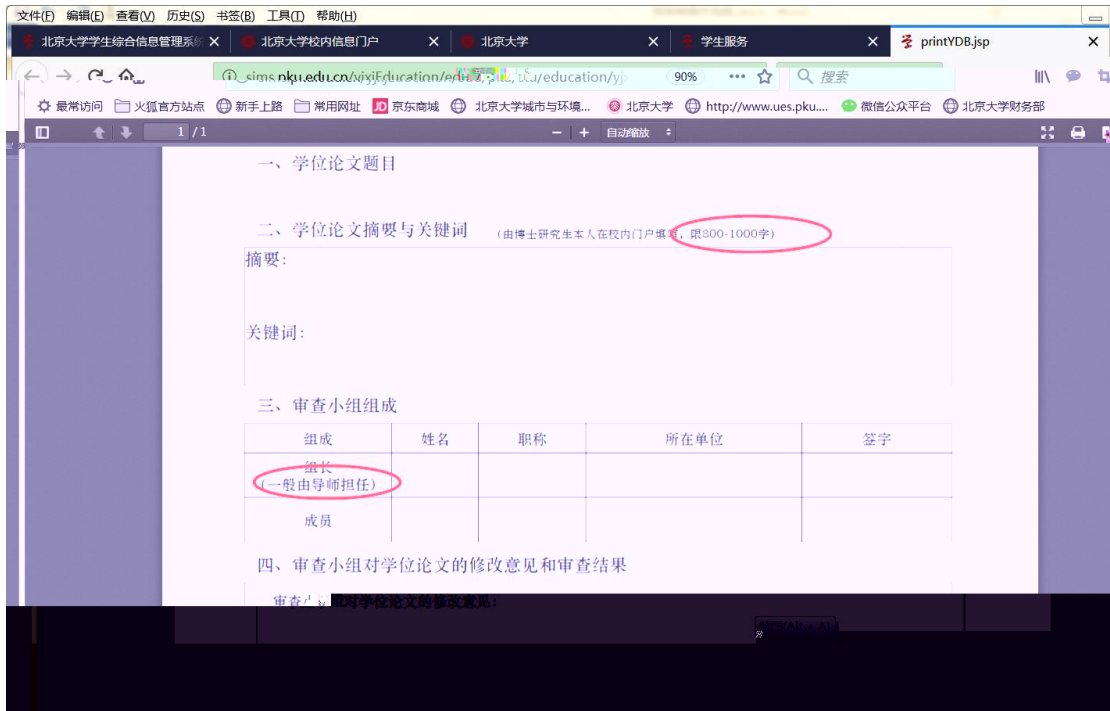 文件(F) 编辑(E) 查看(V) 历史(S) 书签(B) 工具(T) 帮助(H)
北京大学学生综合信息管理系统 北京大学校内信息门户 北京大学 学生服务 printYDB.jsp
sims.pku.edu.cn 90% 搜索
最常访问 火狐官方站点 新手上路 常用网址 JD 京东商城 北京大学城市与环境... 北京大学 http://www.ues.pku.... 微信公众平台 北京大学财务部
1 / 1 自动缩放
一、学位论文题目
二、学位论文摘要与关键词 (由博士研究生本人在校内门户填写,限800-1000字)
摘要:
关键词:
三、审查小组组成
组成 姓名 职称 所在单位 签字
组长
(一般由导师担任)
成员
四、审查小组对学位论文的修改意见和审查结果
审查小组对学位论文的修改意见: